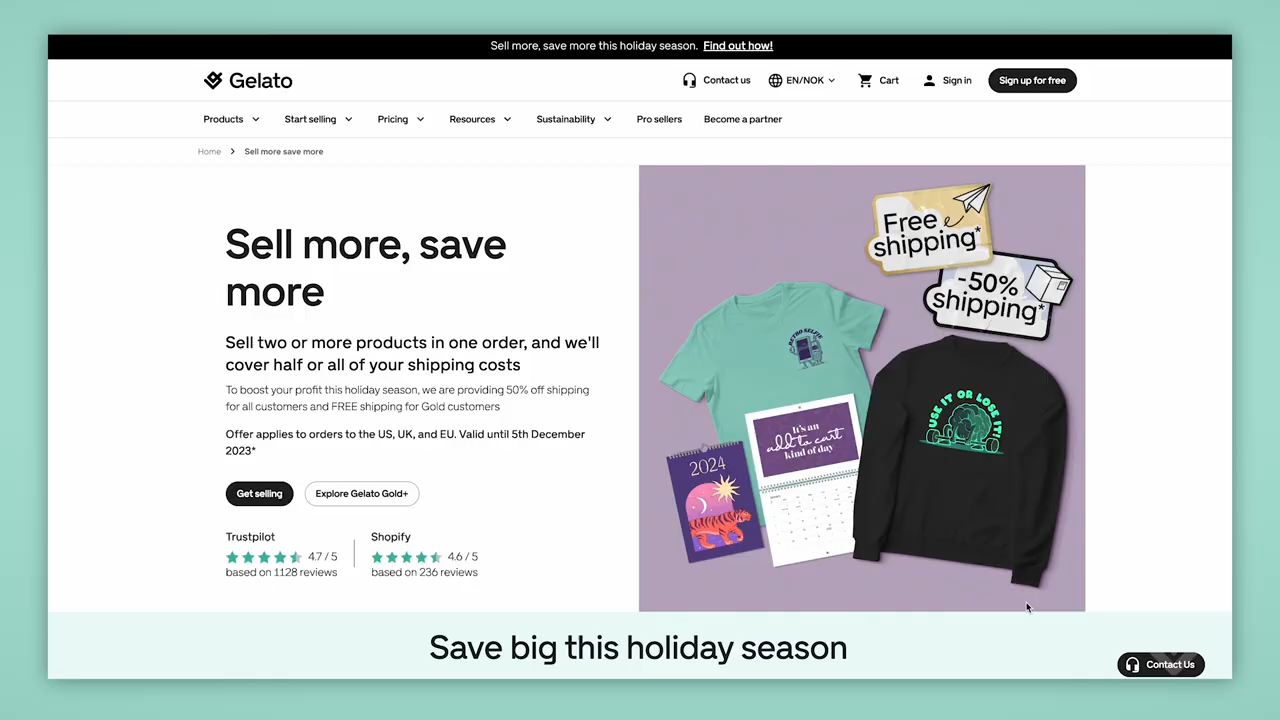 Sell more, save more this holiday season. Find out how!
Gelato
Contact us
EN/NOK
Cart
Sign in
Sign up for free
Products
Start selling
Pricing
Resources
Sustainability
Pro sellers
Become a partner
Home
Sell more save more
Sell more, save
more
Sell two or more products in one order, and we'll
cover half or all of your shipping costs
To boost your profit this holiday season, we are providing 50% off shipping
for all customers and FREE shipping for Gold customers
Offer applies to orders to the US, UK, and EU. Valid until 5th December
2023*
Get selling
Explore Gelato Gold+
Trustpilot
4.7 / 5
based on 1128 reviews
Shopify
4.6 / 5
based on 236 reviews
Free
shipping*
-50%
shipping*
RETRO SELFIE
USE IT OR LOSE IT!
It's an
add to cart
kind of day
2024
Save big this holiday season
Contact Us